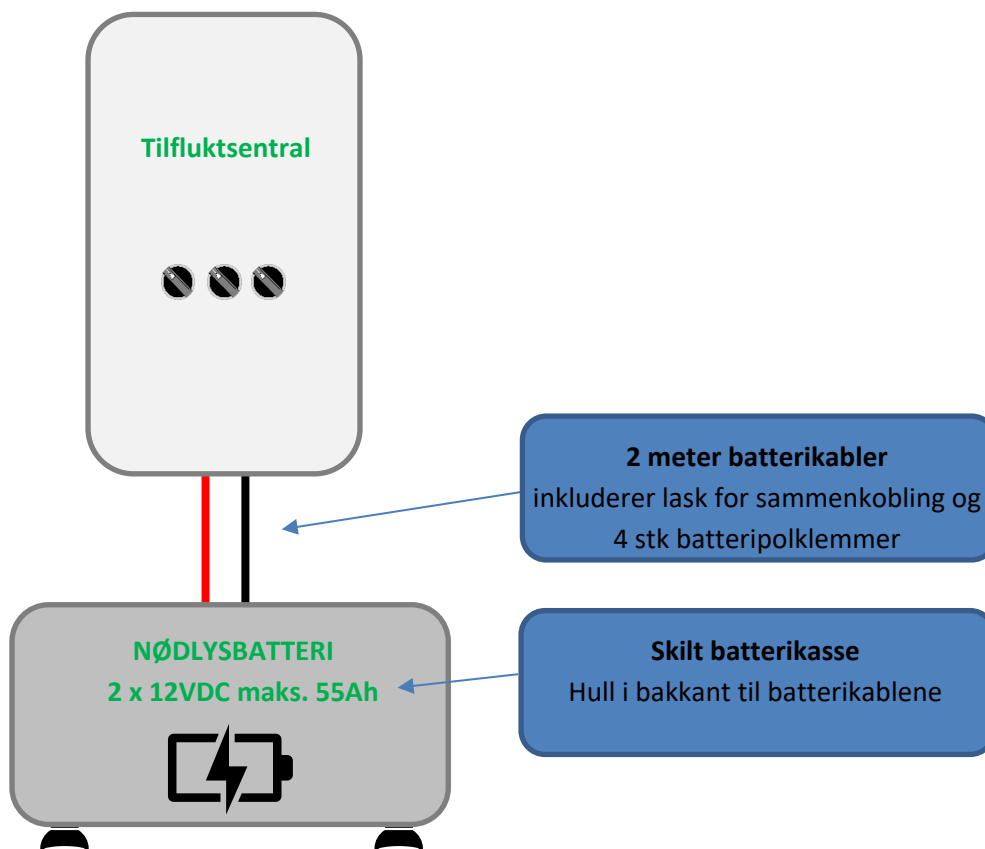 Tilfluktsentral
2 meter batterikabler
inkluderer lask for sammenkobling og
4 stk batteripolklemmer
NØDLYSBATTERI
2 x 12VDC maks. 55Ah
Skilt batterikasse
Hull i bakkant til batterikablene